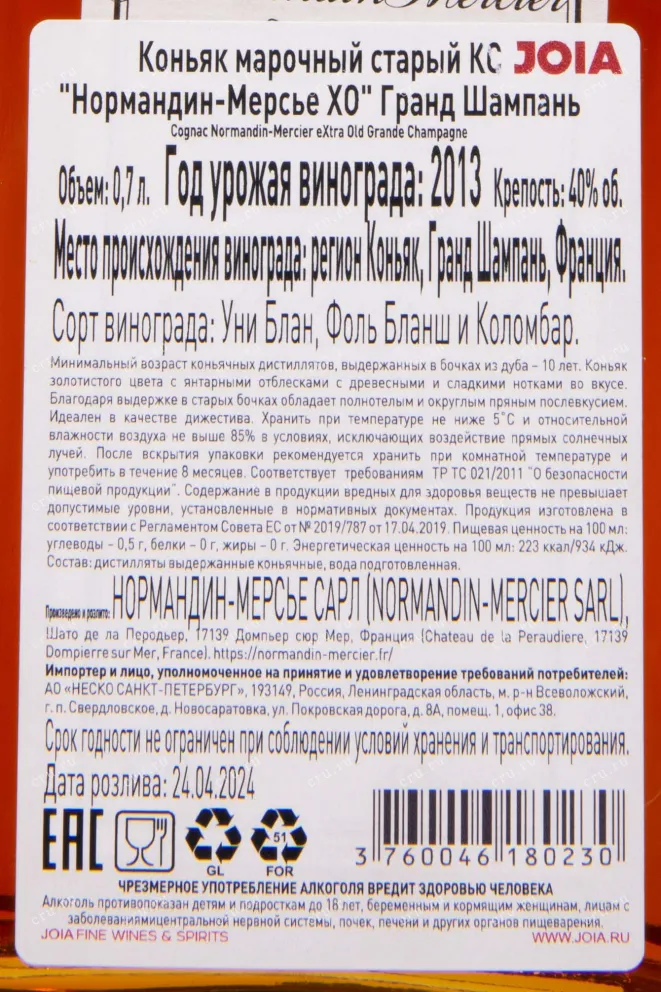 Коньяк марочный старый КС JOIA
"Нормандин-Мерсье ХО" Гранд Шампань
Cognac Normandin-Mercier eXtra Old Grande Champagne
Объем: 0,7 л. Год урожая винограда: 2013 Крепость: 40% об.
Место происхождения винограда: регион Коньяк, Гранд Шампань, Франция.
Сорт винограда: Уни Блан, Фоль Бланш и Коломбар.
Минимальный возраст коньячных дистиллятов, выдержанных в бочках из дуба – 10 лет. Коньяк
золотистого цвета с янтарными отблесками с древесными и сладкими нотками во вкусе.
Благодаря выдержке в старых бочках обладает полнотелым и округлым пряным послевкусием.
Идеален в качестве дижестива. Хранить при температуре не ниже 5°С и относительной
влажности воздуха не выше 85% в условиях, исключающих воздействие прямых солнечных
лучей. После вскрытия упаковки рекомендуется хранить при комнатной температуре и
употребить в течение 8 месяцев. Соответствует требованиям ТР ТС 021/2011 "О безопасности
пищевой продукции". Содержание в продукции вредных для здоровья веществ не превышает
допустимые уровни, установленные в нормативных документах. Продукция изготовлена в
соответствии с Регламентом Совета ЕС от № 2019/787 от 17.04.2019. Пищевая ценность на 100 мл:
углеводы – 0,5 г, белки – 0 г, жиры – 0 г. Энергетическая ценность на 100 мл: 223 ккал/934 кДж.
Состав: дистилляты выдержанные коньячные, вода подготовленная.
Произведено и розлито: НОРМАНДИН-МЕРСЬЕ САРЛ (NORMANDIN-MERCIER SARL),
Шато де ла Перодьер, 17139 Домпьер сюр Мер, Франция (Chateau de la Peraudiere, 17139
Dompierre sur Mer, France). https://normandin-mercier.fr/
Импортер и лицо, уполномоченное на принятие и удовлетворение требований потребителей:
АО «НЕСКО САНКТ-ПЕТЕРБУРГ», 193149, Россия, Ленинградская область, м. р-н Всеволожский,
г. п. Свердловское, д. Новосаратовка, ул. Покровская дорога, д. 8А, помещ. 1, офис 38.
Срок годности не ограничен при соблюдении условий хранения и транспортирования.
Дата розлива: 24.04.2024
EAC GL 51 FOR 3 760046 180230
ЧРЕЗМЕРНОЕ УПОТРЕБЛЕНИЕ АЛКОГОЛЯ ВРЕДИТ ЗДОРОВЬЮ ЧЕЛОВЕКА
Алкоголь противопоказан детям и подросткам до 18 лет, беременным и кормящим женщинам, лицам с
заболеваниямицентральной нервной системы, почек, печени и других органов пищеварения.
JOIA FINE WINES & SPIRITS WWW.JOIA.RU